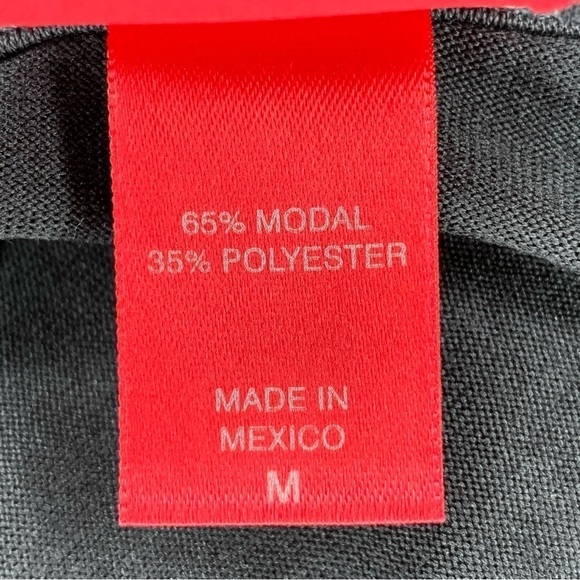 65% MODAL
35% POLYESTER
MADE IN
MEXICO
M